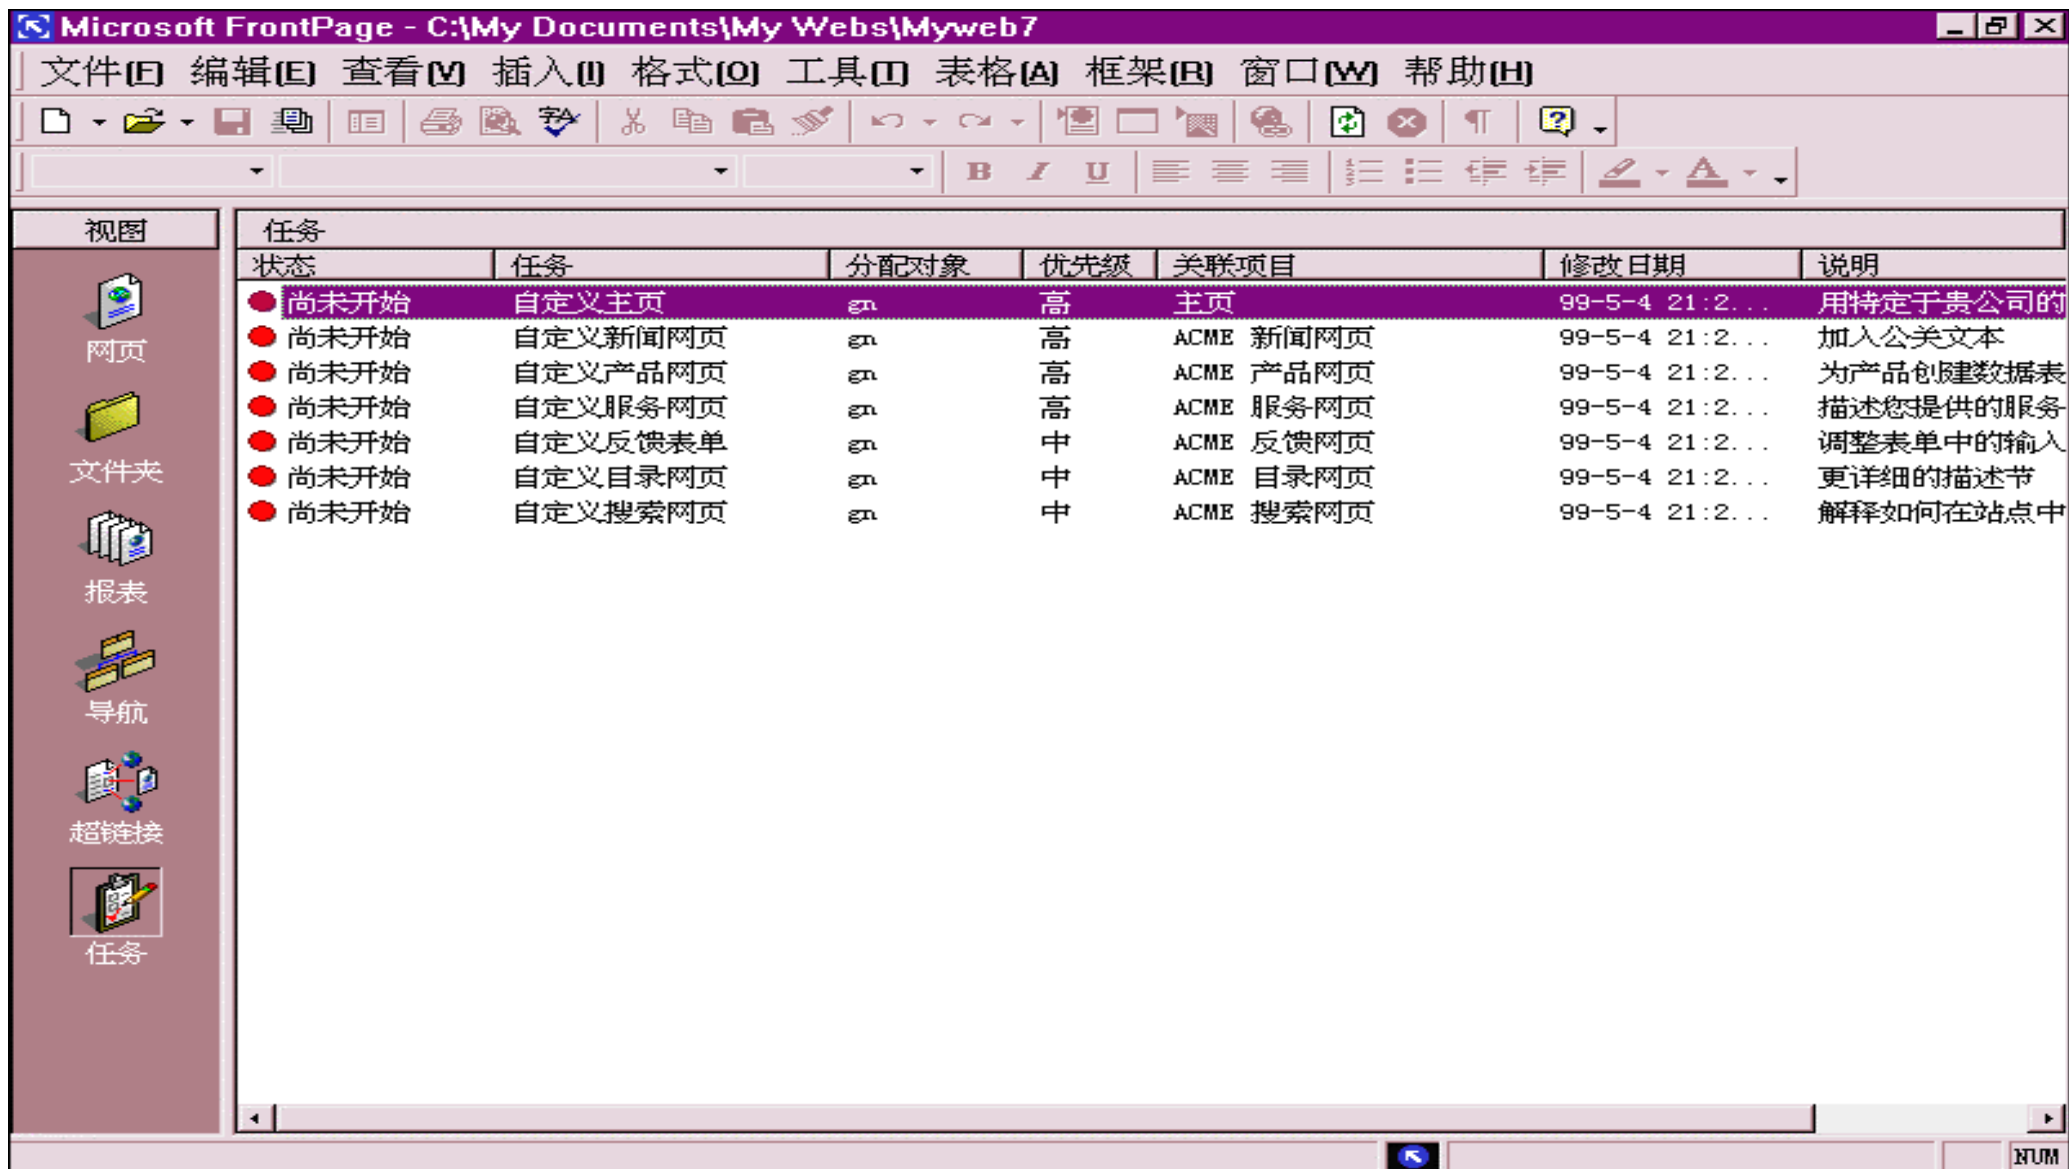 Microsoft FrontPage - C:\My Documents\My Webs\Myweb7
文件(F) 编辑(E) 查看(V) 插入(I) 格式(O) 工具(T) 表格(A) 框架(R) 窗口(W) 帮助(H)
视图
任务
状态 任务 分配对象 优先级 关联项目 修改日期 说明
尚未开始 自定义主页 gn 高 主页 99-5-4 21:2... 用特定于贵公司的
尚未开始 自定义新闻网页 gn 高 ACME 新闻网页 99-5-4 21:2... 加入公关文本
尚未开始 自定义产品网页 gn 高 ACME 产品网页 99-5-4 21:2... 为产品创建数据表
尚未开始 自定义服务网页 gn 高 ACME 服务网页 99-5-4 21:2... 描述您提供的服务
尚未开始 自定义反馈表单 gn 中 ACME 反馈网页 99-5-4 21:2... 调整表单中的输入
尚未开始 自定义目录网页 gn 中 ACME 目录网页 99-5-4 21:2... 更详细的描述节
尚未开始 自定义搜索网页 gn 中 ACME 搜索网页 99-5-4 21:2... 解释如何在站点中
网页
文件夹
报表
导航
超链接
任务
NUM